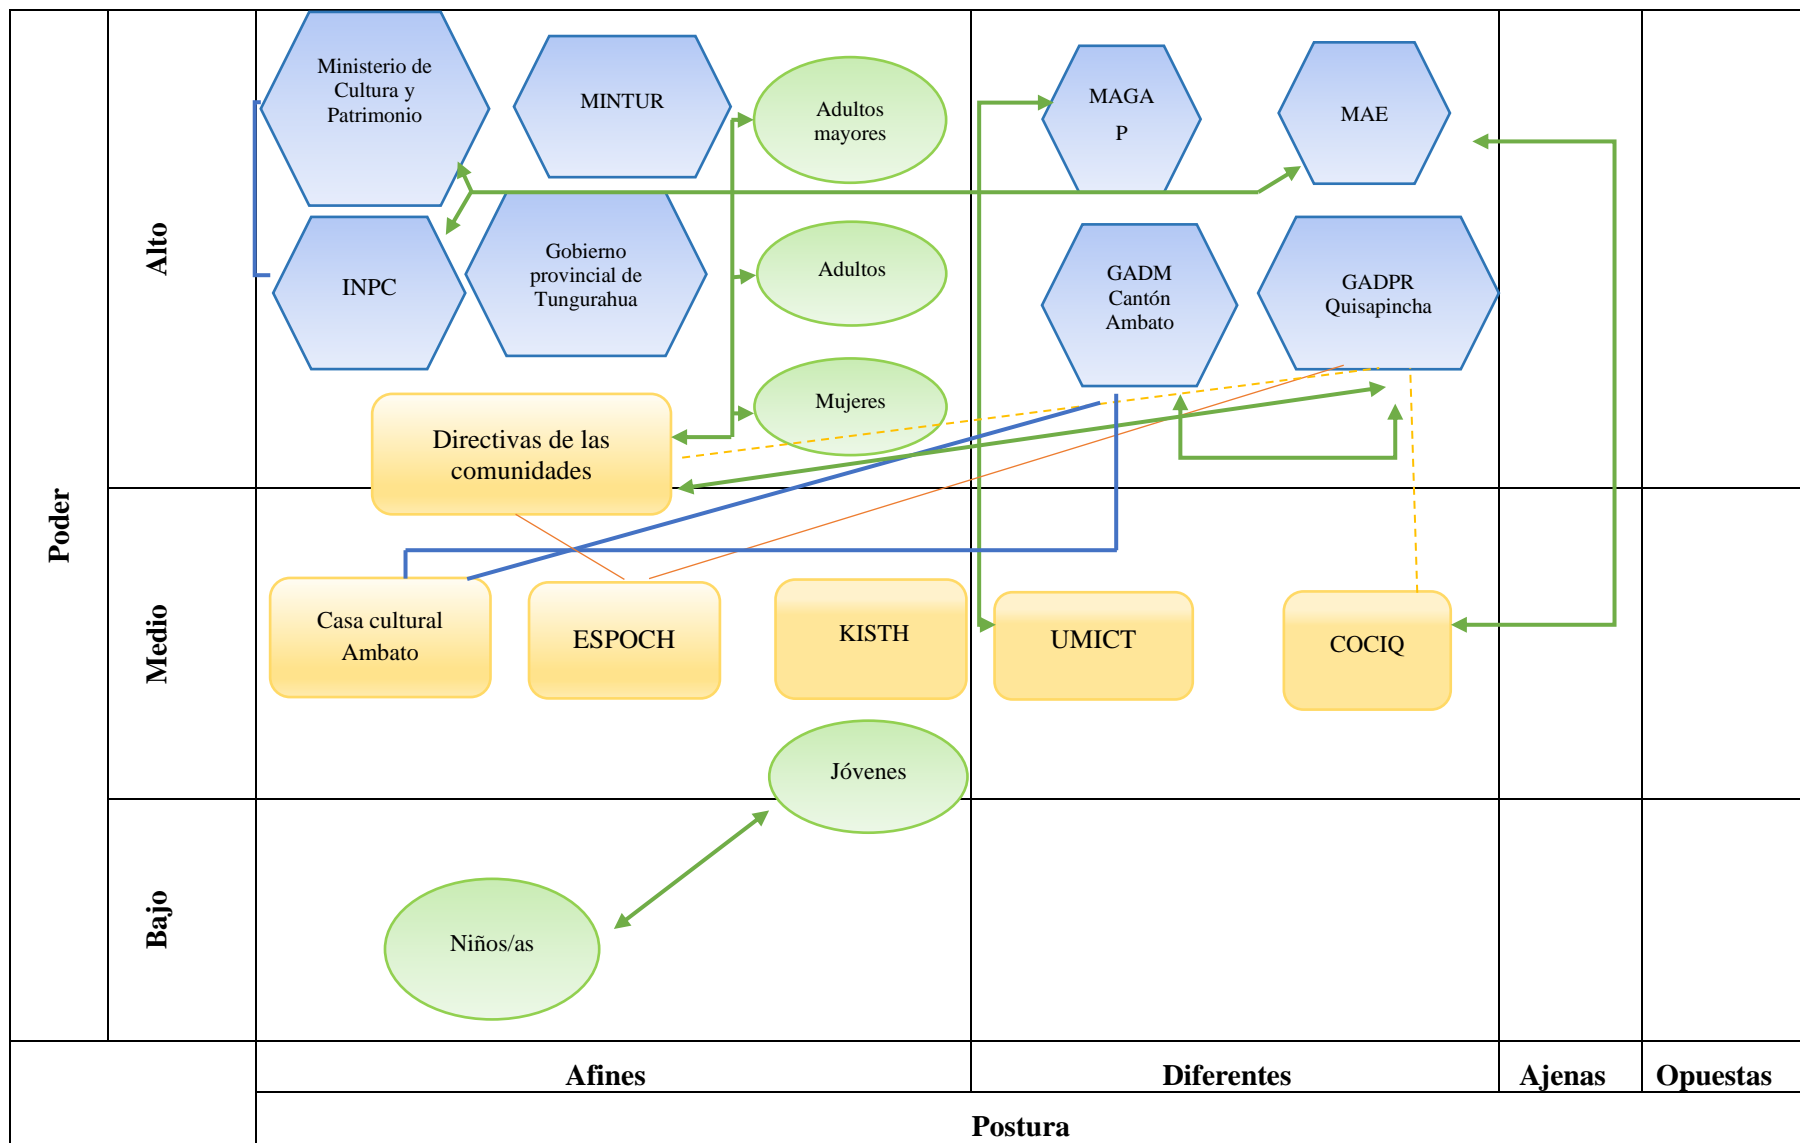 Poder
Alto
Ministerio de
Cultura y
Patrimonio
MINTUR
Adultos
mayores
MAGA
P
MAE
INPC
Gobierno
provincial de
Tungurahua
Adultos
GADM
Cantón
Ambato
GADPR
Quisapincha
Mujeres
Directivas de las
comunidades
Medio
Casa cultural
Ambato
ESPOCH
KISTH
UMICT
COCIQ
Jóvenes
Bajo
Niños/as
Afines
Diferentes
Ajenas
Opuestas
Postura